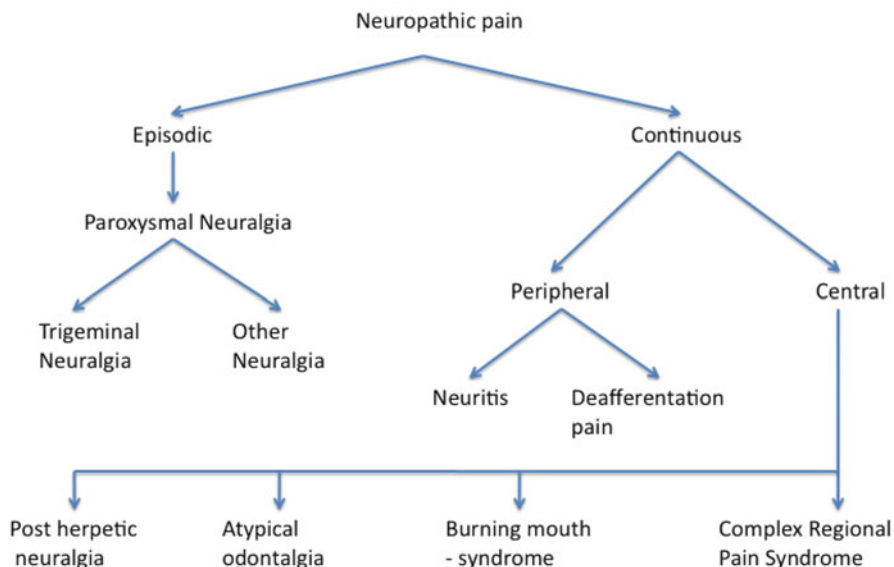 Neuropathic pain
Episodic
Continuous
Paroxysmal Neuralgia
Peripheral
Central
Trigeminal
Neuralgia
Other
Neuralgia
Neuritis
Deafferentation
pain
Post herpetic
neuralgia
Atypical
odontalgia
Burning mouth
- syndrome
Complex Regional
Pain Syndrome